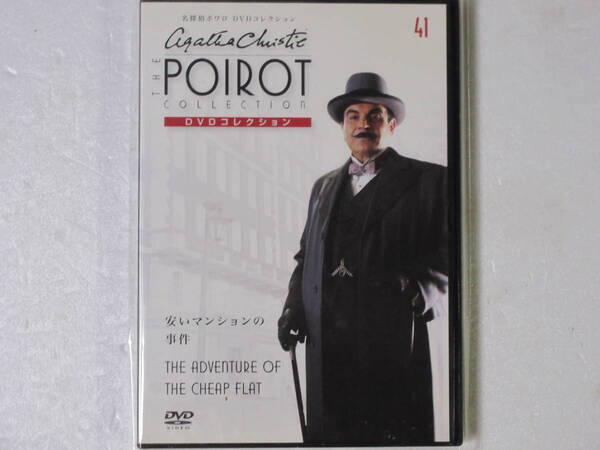 名探偵ポワロ DVDコレクション
41
Agatha Christie
THE
POIROT
COLLECTION
DVDコレクション
安いマンションの
事件
THE ADVENTURE OF
THE CHEAP FLAT
DVD
VIDEO